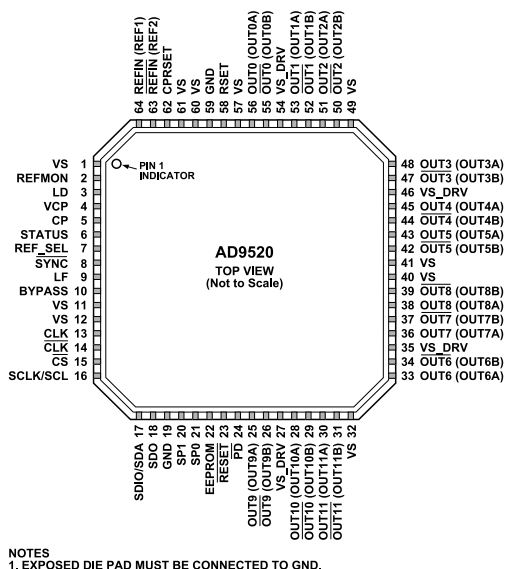 64 REFIN (REF1)
63 REFIN (REF2)
62 CPRSET
61 VS
60 VS
59 GND
58 RSET
57 VS
56 OUT0 (OUT0A)
55 OUT0 (OUT0B)
54 VS_DRV
53 OUT1 (OUT1A)
52 OUT1 (OUT1B)
51 OUT2 (OUT2A)
50 OUT2 (OUT2B)
49 VS
VS 1
REFMON 2
LD 3
VCP 4
CP 5
STATUS 6
REF_SEL 7
SYNC 8
LF 9
BYPASS 10
VS 11
VS 12
CLK 13
CLK 14
CS 15
SCLK/SCL 16
PIN 1
INDICATOR
AD9520
TOP VIEW
(Not to Scale)
48 OUT3 (OUT3A)
47 OUT3 (OUT3B)
46 VS_DRV
45 OUT4 (OUT4A)
44 OUT4 (OUT4B)
43 OUT5 (OUT5A)
42 OUT5 (OUT5B)
41 VS
40 VS
39 OUT8 (OUT8B)
38 OUT8 (OUT8A)
37 OUT7 (OUT7B)
36 OUT7 (OUT7A)
35 VS_DRV
34 OUT6 (OUT6B)
33 OUT6 (OUT6A)
SDIO/SDA 17
SDO 18
GND 19
SP1 20
SP0 21
EEPROM 22
RESET 23
PD 24
OUT9 (OUT9A) 25
OUT9 (OUT9B) 26
VS_DRV 27
OUT10 (OUT10A) 28
OUT10 (OUT10B) 29
OUT11 (OUT11A) 30
OUT11 (OUT11B) 31
VS 32
NOTES
1. EXPOSED DIE PAD MUST BE CONNECTED TO GND.